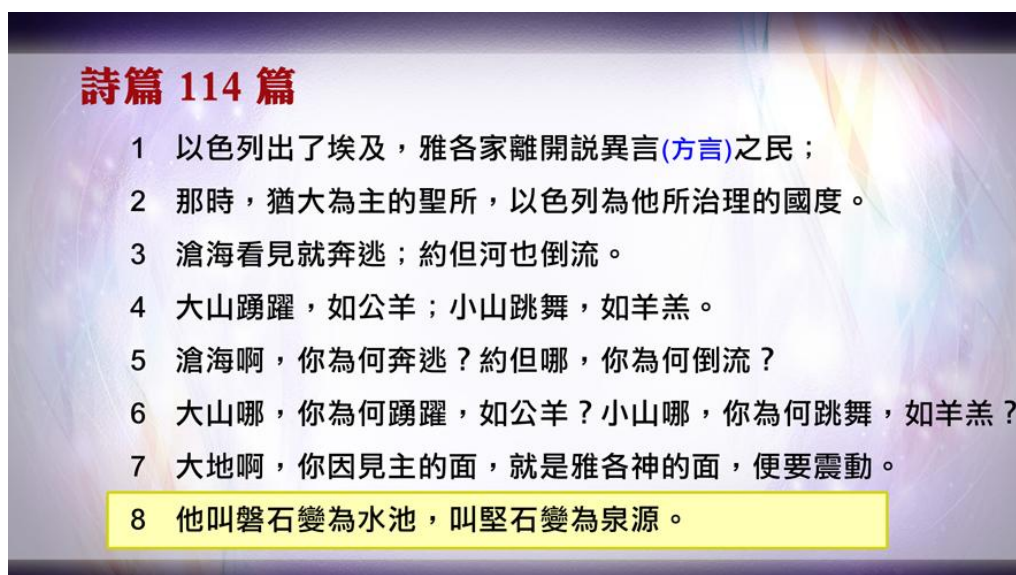 詩篇 114 篇
1 以色列出了埃及，雅各家離開説異言(方言)之民；
2 那時，猶大為主的聖所，以色列為他所治理的國度。
3 滄海看見就奔逃；約但河也倒流。
4 大山踴躍，如公羊；小山跳舞，如羊羔。
5 滄海啊，你為何奔逃？約但哪，你為何倒流？
6 大山哪，你為何踴躍，如公羊？小山哪，你為何跳舞，如羊羔？
7 大地啊，你因見主的面，就是雅各神的面，便要震動。
8 他叫磐石變為水池，叫堅石變為泉源。